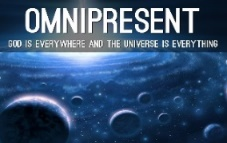 OMNIPRESENT
GOD IS EVERYWHERE AND THE UNIVERSE IS EVERYTHING